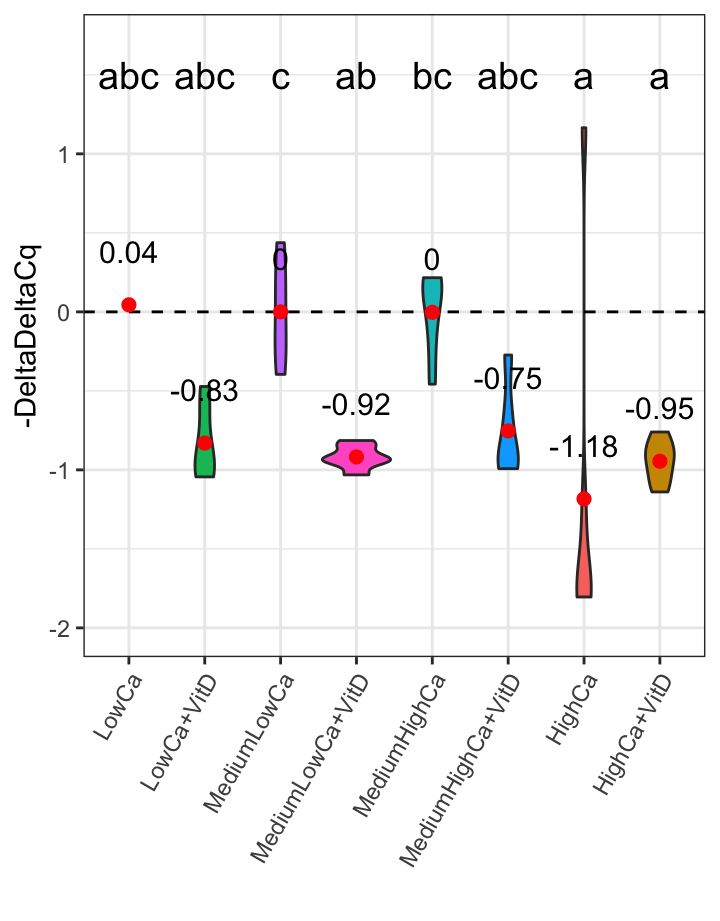 abc abc c ab bc abc a a
1
0
-1
-2
-DeltaDeltaCq
0.04
-0.83
0
-0.92
0
-0.75
-1.18
-0.95
LowCa
LowCa+VitD
MediumLowCa
MediumLowCa+VitD
MediumHighCa
MediumHighCa+VitD
HighCa
HighCa+VitD